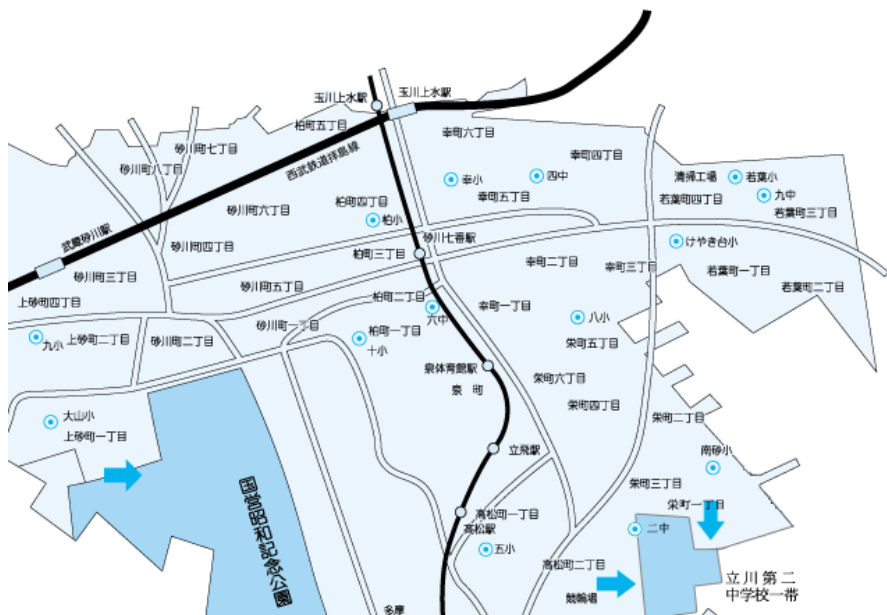 玉川上水駅
玉川上水駅
柏町五丁目
幸町六丁目
砂川町七丁目
砂川町八丁目
西武鉄道拝島線
幸町四丁目
幸小
四中
清掃工場
若葉小
九中
柏町四丁目
幸町五丁目
若葉町四丁目
若葉町三丁目
砂川町六丁目
柏小
武蔵砂川駅
砂川町四丁目
砂川七番駅
けやき台小
柏町三丁目
幸町二丁目
幸町三丁目
若葉町一丁目
砂川町三丁目
砂川町五丁目
若葉町二丁目
上砂町四丁目
柏町二丁目
幸町一丁目
六中
八小
砂川町一丁目
柏町一丁目
九小
上砂町二丁目
砂川町二丁目
十小
栄町五丁目
泉体育館駅
泉 町
栄町六丁目
栄町四丁目
大山小
上砂町一丁目
栄町二丁目
立飛駅
南砂小
国営昭和記念公園
栄町三丁目
栄町一丁目
高松町一丁目
高松駅
二中
五小
高松町二丁目
立川第二
中学校一帯
競輪場
多摩